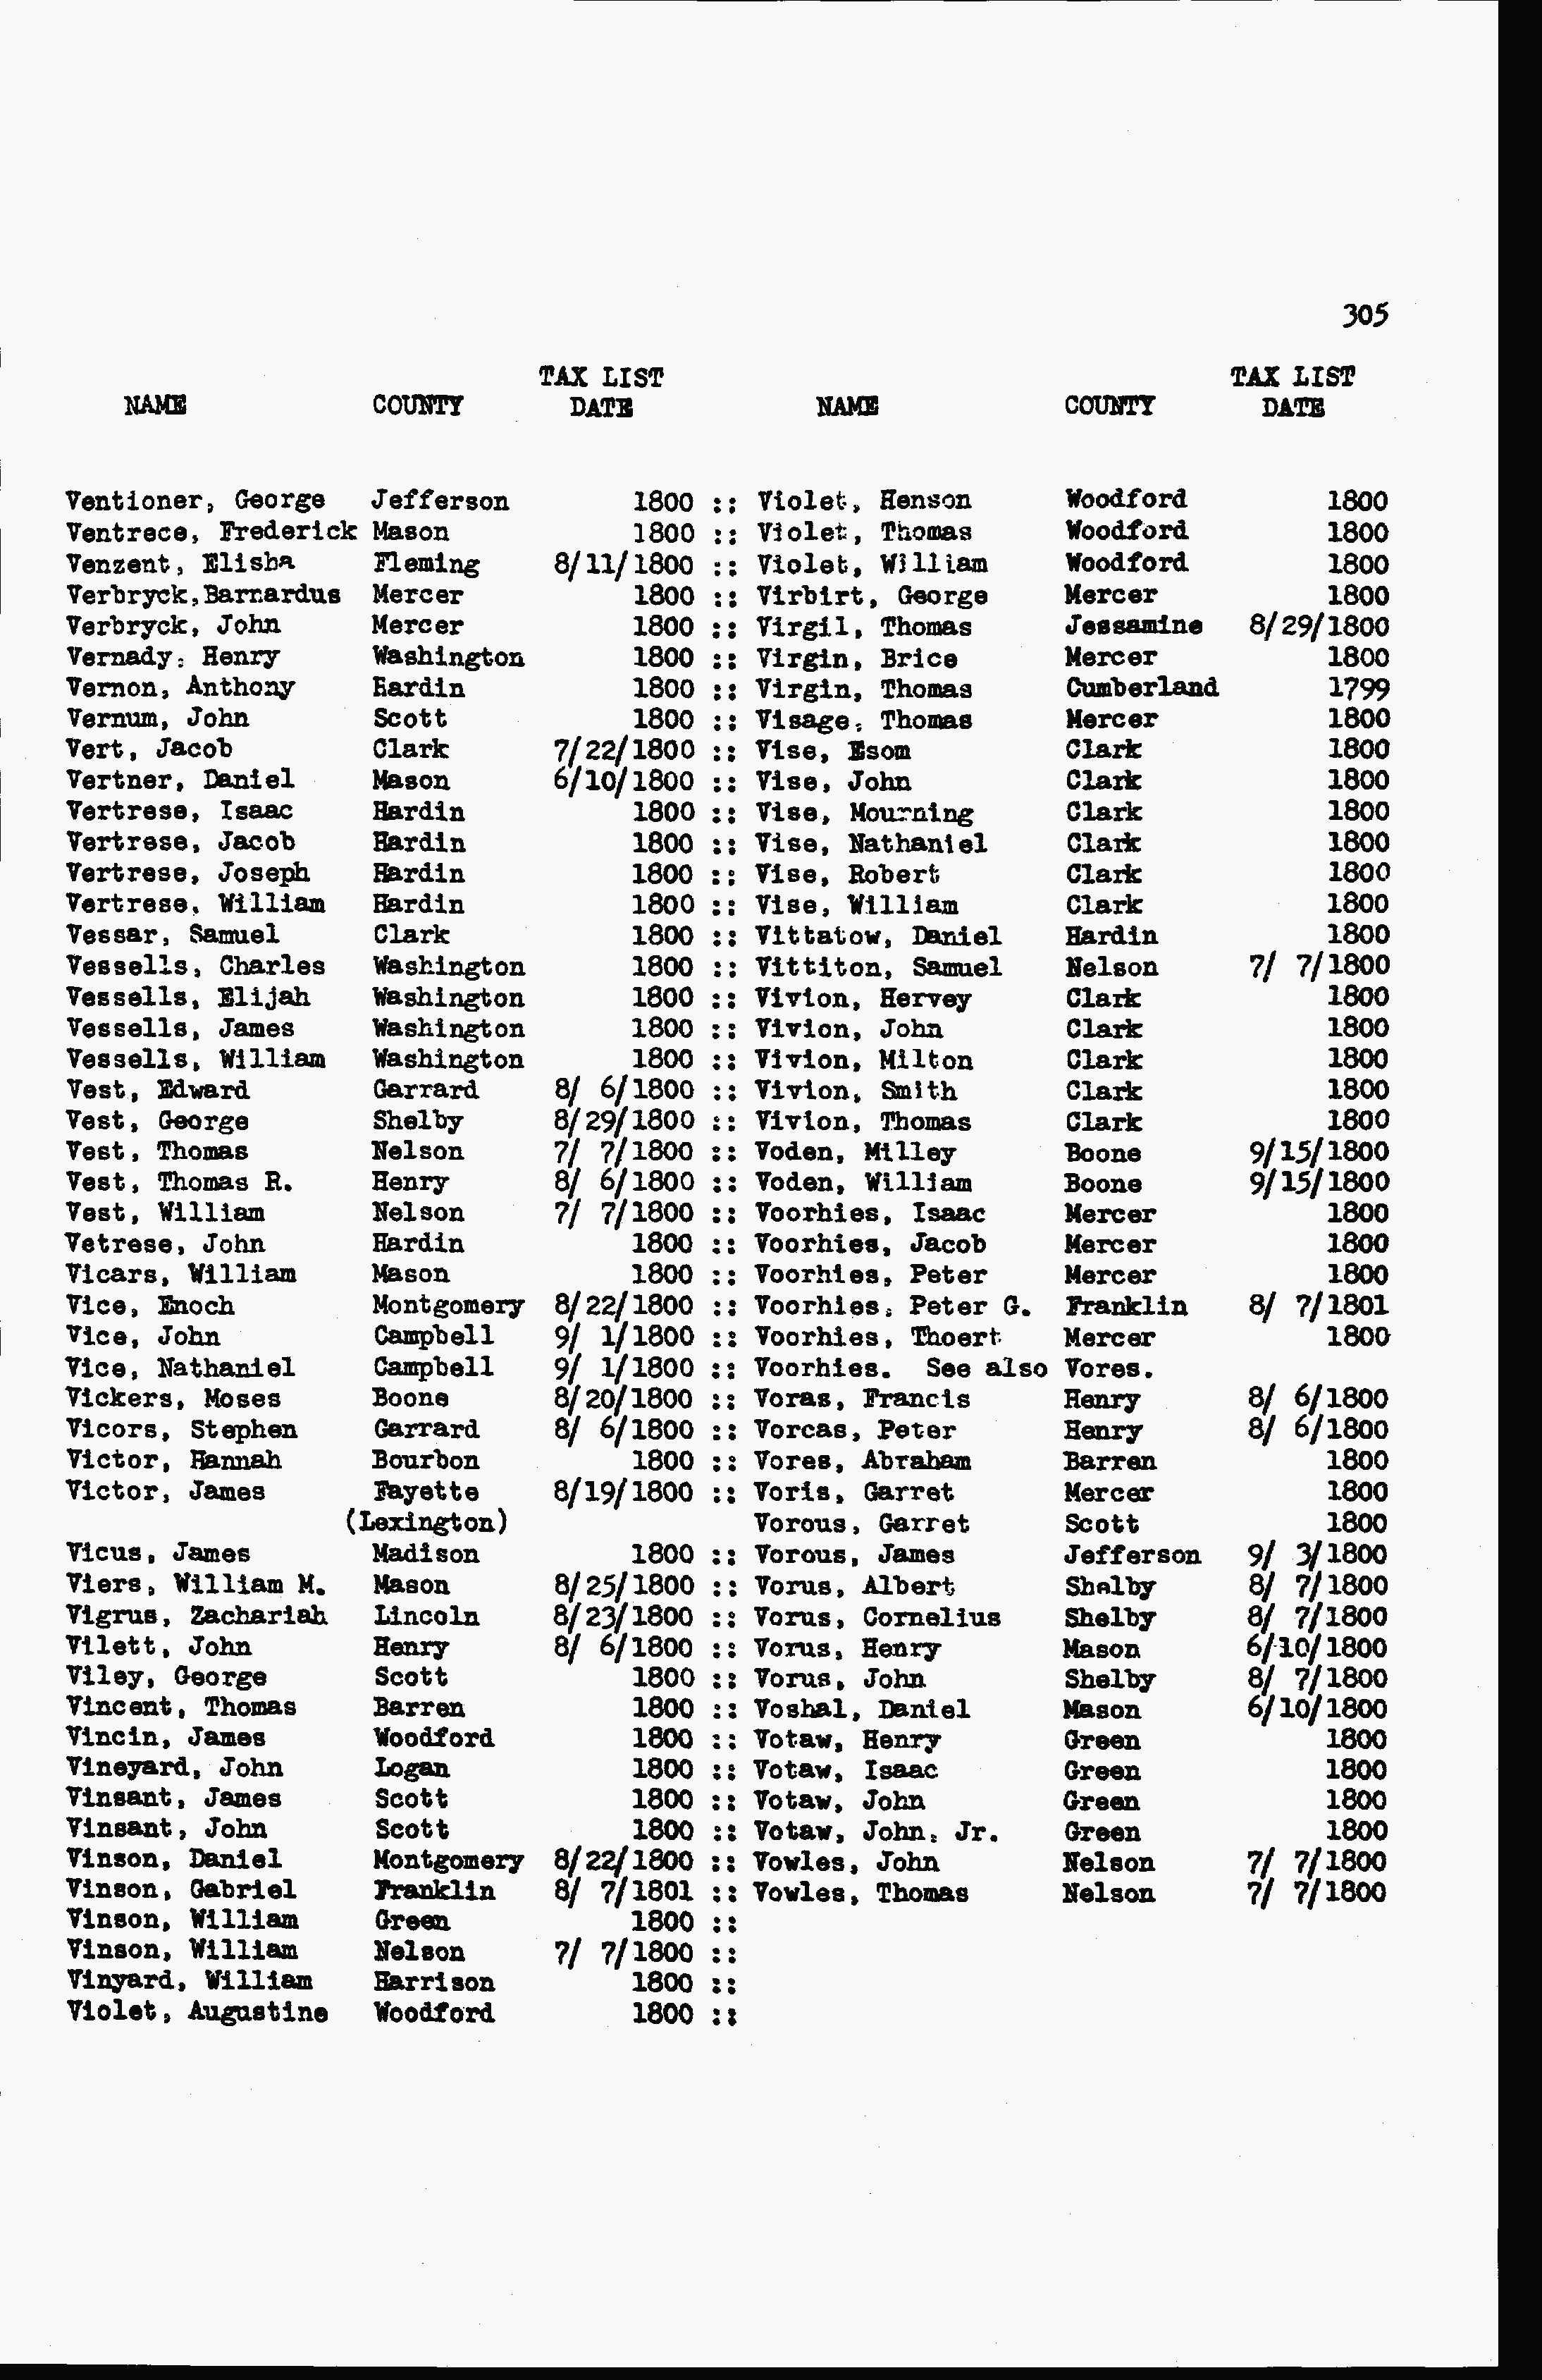 305
TAX LIST TAX LIST
NAME COUNTY DATE NAME COUNTY DATE
Ventioner, George Jefferson 1800 :: Violet, Henson Woodford 1800
Ventrece, Frederick Mason 1800 :: Violet, Thomas Woodford 1800
Venzent, Elisha Fleming 8/11/1800 :: Violet, William Woodford 1800
Verbryck,Barnardus Mercer 1800 :: Virbirt, George Mercer 1800
Verbryck, John Mercer 1800 :: Virgil, Thomas Jessamine 8/29/1800
Vernady, Henry Washington 1800 :: Virgin, Brice Mercer 1800
Vernon, Anthony Hardin 1800 :: Virgin, Thomas Cumberland 1799
Vernum, John Scott 1800 :: Visage, Thomas Mercer 1800
Vert, Jacob Clark 7/22/1800 :: Vise, Esom Clark 1800
Vertner, Daniel Mason 6/10/1800 :: Vise, John Clark 1800
Vertrese, Isaac Hardin 1800 :: Vise, Mourning Clark 1800
Vertrese, Jacob Hardin 1800 :: Vise, Nathaniel Clark 1800
Vertrese, Joseph Hardin 1800 :: Vise, Robert Clark 1800
Vertrese, William Hardin 1800 :: Vise, William Clark 1800
Vessar, Samuel Clark 1800 :: Vittatow, Daniel Hardin 1800
Vessells, Charles Washington 1800 :: Vittiton, Samuel Nelson 7/ 7/1800
Vessells, Elijah Washington 1800 :: Vivion, Hervey Clark 1800
Vessells, James Washington 1800 :: Vivion, John Clark 1800
Vessells, William Washington 1800 :: Vivion, Milton Clark 1800
Vest, Edward Garrard 8/ 6/1800 :: Vivion, Smith Clark 1800
Vest, George Shelby 8/29/1800 :: Vivion, Thomas Clark 1800
Vest, Thomas Nelson 7/ 7/1800 :: Voden, Milley Boone 9/15/1800
Vest, Thomas R. Henry 8/ 6/1800 :: Voden, William Boone 9/15/1800
Vest, William Nelson 7/ 7/1800 :: Voorhies, Isaac Mercer 1800
Vetrese, John Hardin 1800 :: Voorhies, Jacob Mercer 1800
Vicars, William Mason 1800 :: Voorhies, Peter Mercer 1800
Vice, Enoch Montgomery 8/22/1800 :: Voorhies, Peter G. Franklin 8/ 7/1801
Vice, John Campbell 9/ 1/1800 :: Voorhies, Thoert Mercer 1800
Vice, Nathaniel Campbell 9/ 1/1800 :: Voorhies. See also Vores.
Vickers, Moses Boone 8/20/1800 :: Voras, Francis Henry 8/ 6/1800
Vicors, Stephen Garrard 8/ 6/1800 :: Vorcas, Peter Henry 8/ 6/1800
Victor, Hannah Bourbon 1800 :: Vores, Abraham Barren 1800
Victor, James Fayette 8/19/1800 :: Voris, Garret Mercer 1800
(Lexington) Vorous, Garret Scott 1800
Vicus, James Madison 1800 :: Vorous, James Jefferson 9/ 3/1800
Viers, William M. Mason 8/25/1800 :: Vorus, Albert Shelby 8/ 7/1800
Vigrus, Zachariah Lincoln 8/23/1800 :: Vorus, Cornelius Shelby 8/ 7/1800
Vilett, John Henry 8/ 6/1800 :: Vorus, Henry Mason 6/10/1800
Viley, George Scott 1800 :: Vorus, John Shelby 8/ 7/1800
Vincent, Thomas Barren 1800 :: Voshal, Daniel Mason 6/10/1800
Vincin, James Woodford 1800 :: Votaw, Henry Green 1800
Vineyard, John Logan 1800 :: Votaw, Isaac Green 1800
Vinsant, James Scott 1800 :: Votaw, John Green 1800
Vinsant, John Scott 1800 :: Votaw, John, Jr. Green 1800
Vinson, Daniel Montgomery 8/22/1800 :: Vowles, John Nelson 7/ 7/1800
Vinson, Gabriel Franklin 8/ 7/1801 :: Vowles, Thomas Nelson 7/ 7/1800
Vinson, William Green 1800 ::
Vinson, William Nelson 7/ 7/1800 ::
Vinyard, William Harrison 1800 ::
Violet, Augustine Woodford 1800 ::